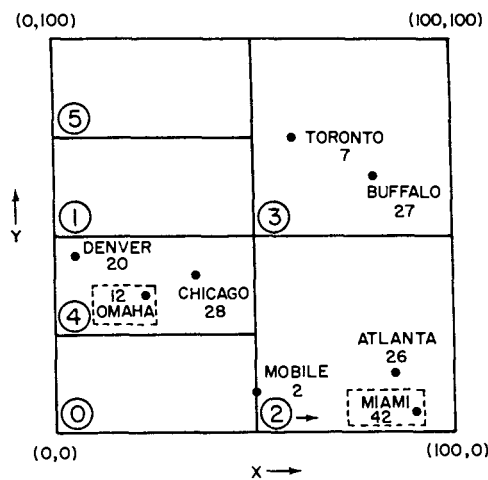 (0,100)
(100,100)
5
TORONTO
7
BUFFALO
27
Y
1
3
DENVER
20
CHICAGO
28
12
OMAHA
4
ATLANTA
26
MOBILE
2
MIAMI
42
0
2
(0,0)
(100,0)
X